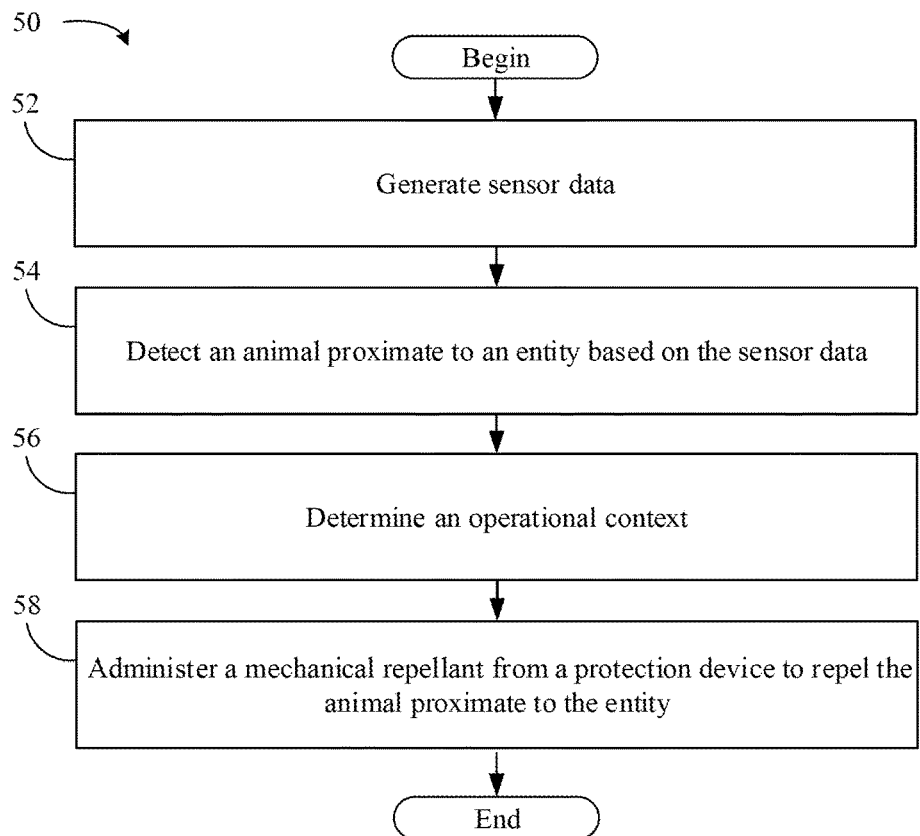 50
Begin
52
Generate sensor data
54
Detect an animal proximate to an entity based on the sensor data
56
Determine an operational context
58
Administer a mechanical repellant from a protection device to repel the
animal proximate to the entity
End